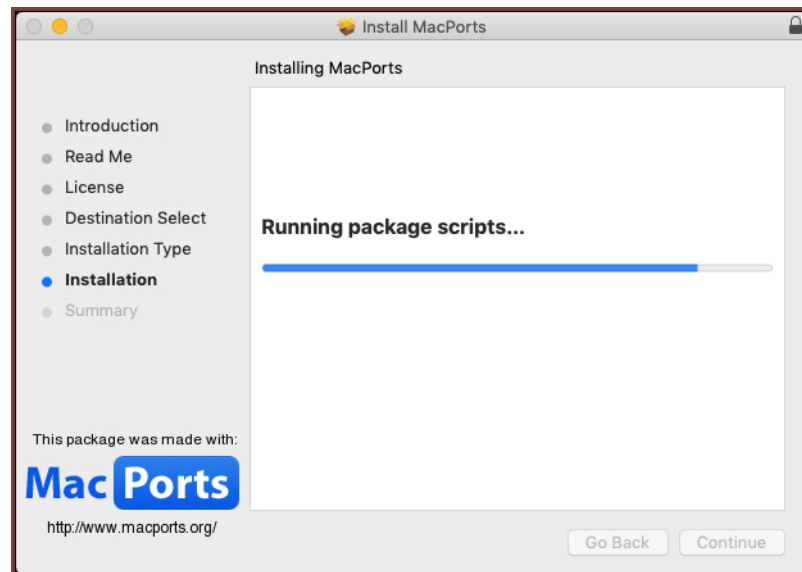 Install MacPorts
Installing MacPorts
Introduction
Read Me
License
Destination Select
Installation Type
Installation
Summary
Running package scripts...
This package was made with:
MacPorts
http://www.macports.org/
Go Back
Continue